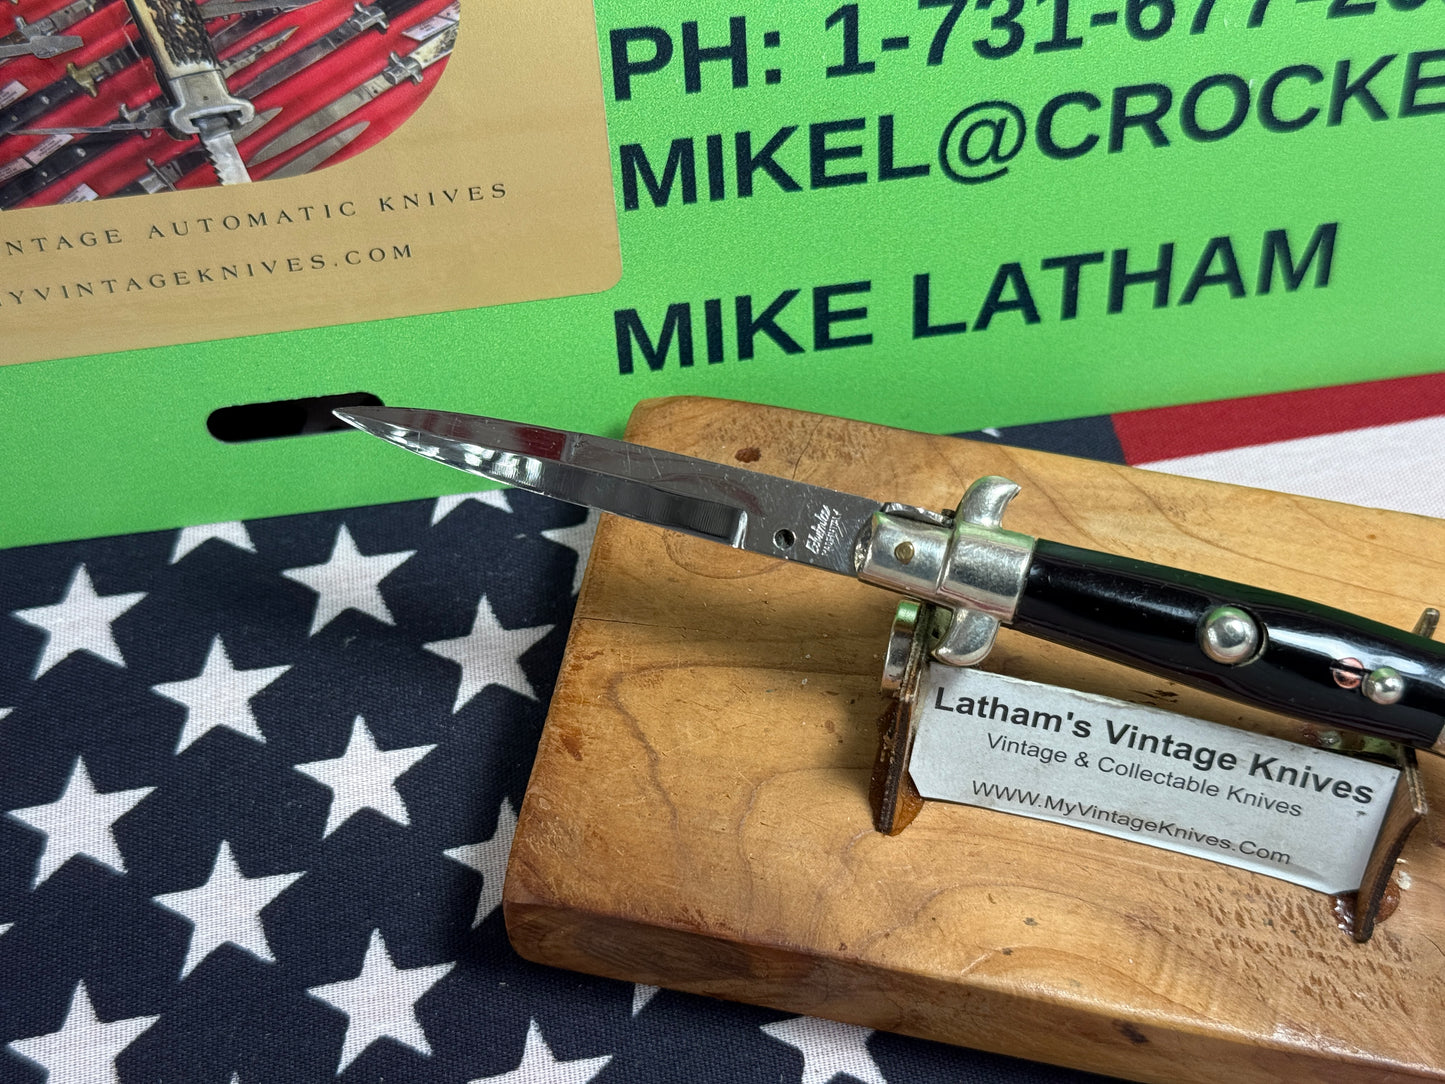 PH: 1-731-677-26
MIKEL@CROCKE
MIKE LATHAM
NTAGE AUTOMATIC KNIVES
MYVINTAGEKNIVES.COM
Latham's Vintage Knives
Vintage & Collectable Knives
WWW.MyVintageKnives.Com